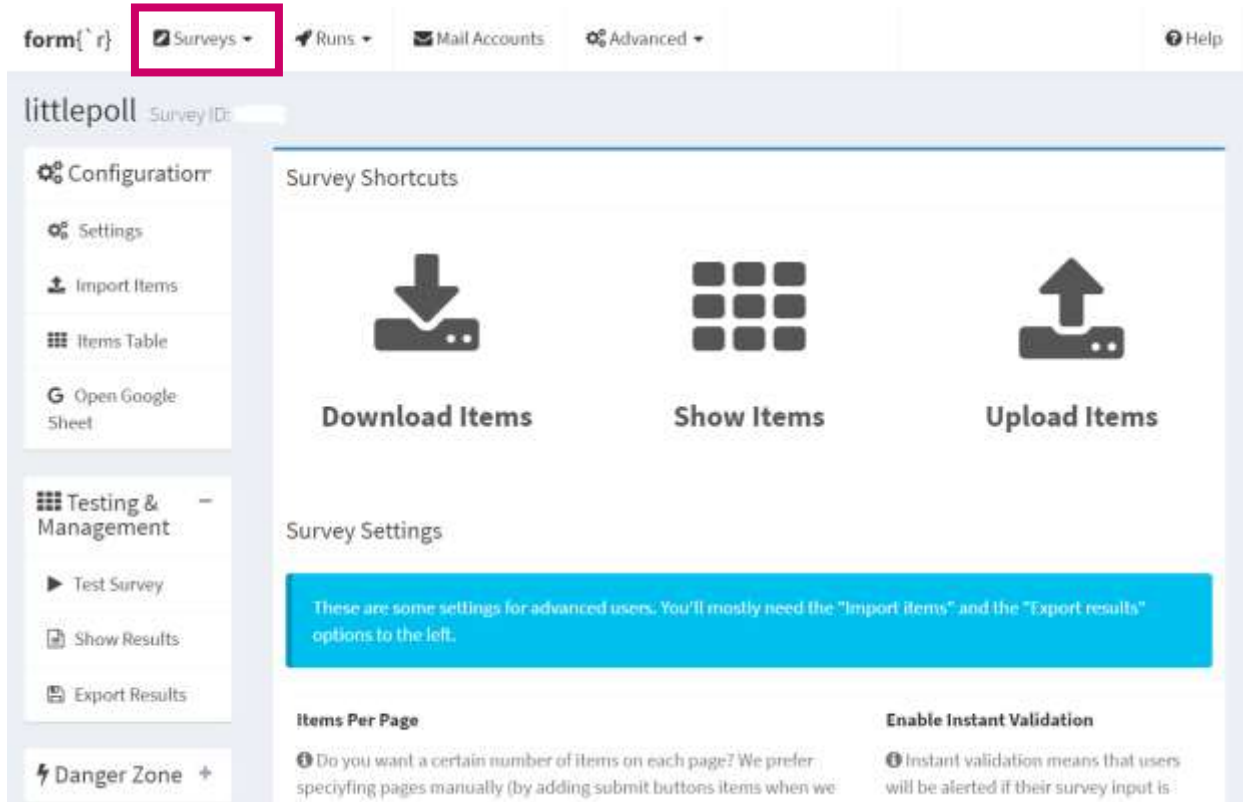 form{`r} Surveys Runs Mail Accounts Advanced Help
littlepoll Survey ID:
Configuration
Settings
Import Items
Items Table
G Open Google
Sheet
Testing & −
Management
Test Survey
Show Results
Export Results
Danger Zone +
Survey Shortcuts
Download Items Show Items Upload Items
Survey Settings
These are some settings for advanced users. You'll mostly need the "Import items" and the "Export results"
options to the left.
Items Per Page
Do you want a certain number of items on each page? We prefer
speciyfing pages manually (by adding submit buttons items when we
Enable Instant Validation
Instant validation means that users
will be alerted if their survey input is